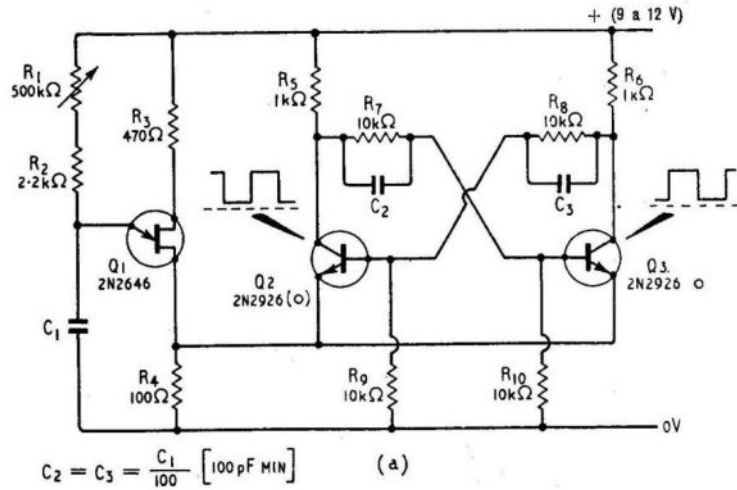 + (9 a 12 V)
R1
500kΩ
R2
2·2kΩ
R3
470Ω
Q1
2N2646
C1
R4
100Ω
R5
1kΩ
R7
10kΩ
C2
Q2
2N2926(O)
R9
10kΩ
R8
10kΩ
C3
R6
1kΩ
Q3.
2N2926 O
R10
10kΩ
0V
C2 = C3 = C1/100 [100 pF MIN]
(a)